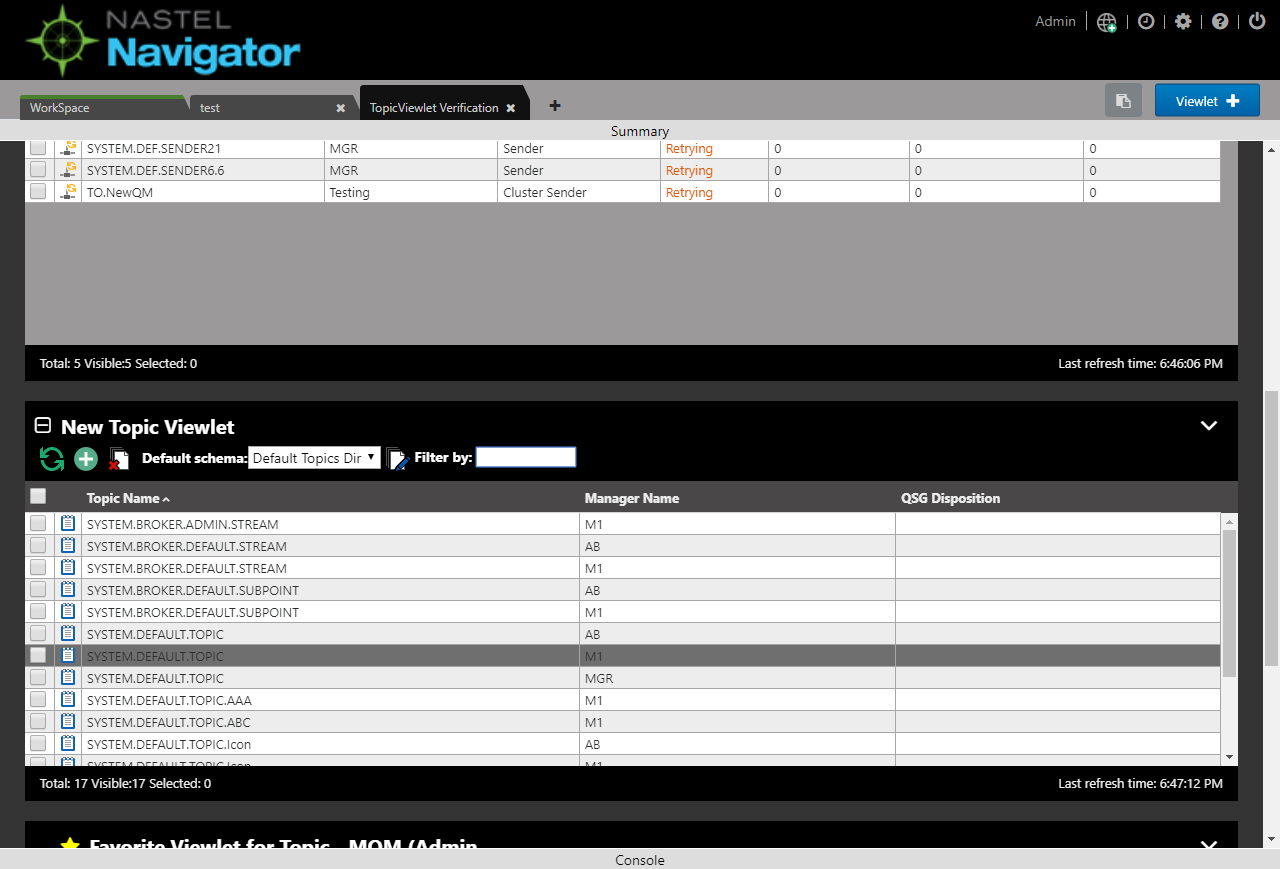 NASTEL
Navigator
Admin
WorkSpace
test
TopicViewlet Verification
Viewlet
Summary
SYSTEM.DEF.SENDER21 MGR Sender Retrying 0 0 0
SYSTEM.DEF.SENDER6.6 MGR Sender Retrying 0 0 0
TO.NewQM Testing Cluster Sender Retrying 0 0 0
Total: 5 Visible:5 Selected: 0 Last refresh time: 6:46:06 PM
New Topic Viewlet
Default schema: Default Topics Dir Filter by:
Topic Name Manager Name QSG Disposition
SYSTEM.BROKER.ADMIN.STREAM M1
SYSTEM.BROKER.DEFAULT.STREAM AB
SYSTEM.BROKER.DEFAULT.STREAM M1
SYSTEM.BROKER.DEFAULT.SUBPOINT AB
SYSTEM.BROKER.DEFAULT.SUBPOINT M1
SYSTEM.DEFAULT.TOPIC AB
SYSTEM.DEFAULT.TOPIC M1
SYSTEM.DEFAULT.TOPIC MGR
SYSTEM.DEFAULT.TOPIC.AAA M1
SYSTEM.DEFAULT.TOPIC.ABC M1
SYSTEM.DEFAULT.TOPIC.Icon AB
SYSTEM.DEFAULT.TOPIC.Icon M1
Total: 17 Visible:17 Selected: 0 Last refresh time: 6:47:12 PM
Favorite Viewlet for Topic - MQM (Admin
Console